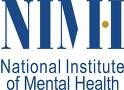 NIMH
National Institute
of Mental Health